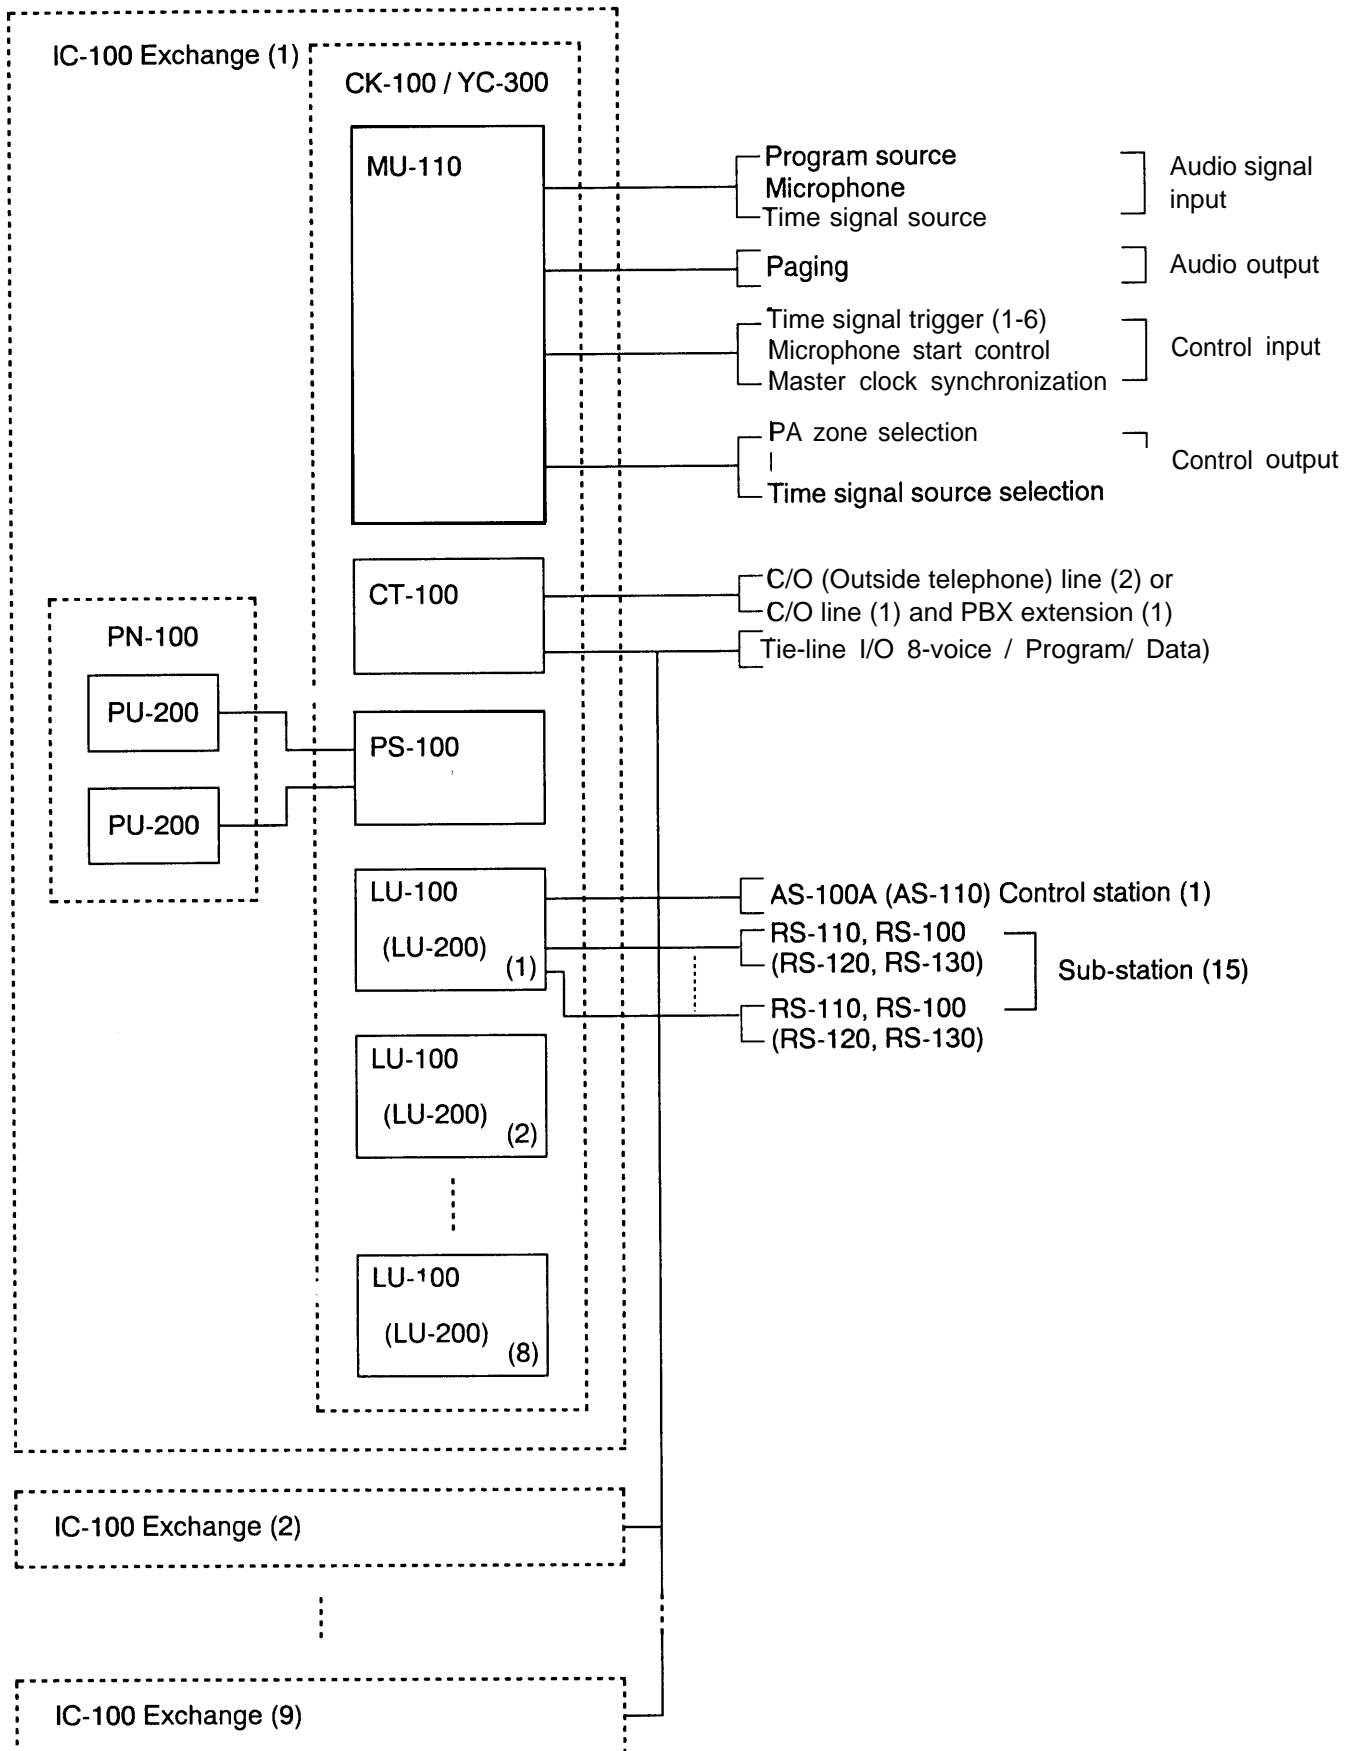 IC-100 Exchange (1)
CK-100 / YC-300
MU-110
Program source
Microphone
Time signal source
Audio signal
input
Paging
Audio output
Time signal trigger (1-6)
Microphone start control
Master clock synchronization
Control input
PA zone selection
Time signal source selection
Control output
CT-100
C/O (Outside telephone) line (2) or
C/O line (1) and PBX extension (1)
Tie-line I/O 8-voice / Program/ Data)
PN-100
PU-200
PU-200
PS-100
LU-100
(LU-200)
(1)
AS-100A (AS-110) Control station (1)
RS-110, RS-100
(RS-120, RS-130)
RS-110, RS-100
(RS-120, RS-130)
Sub-station (15)
LU-100
(LU-200)
(2)
LU-100
(LU-200)
(8)
IC-100 Exchange (2)
IC-100 Exchange (9)